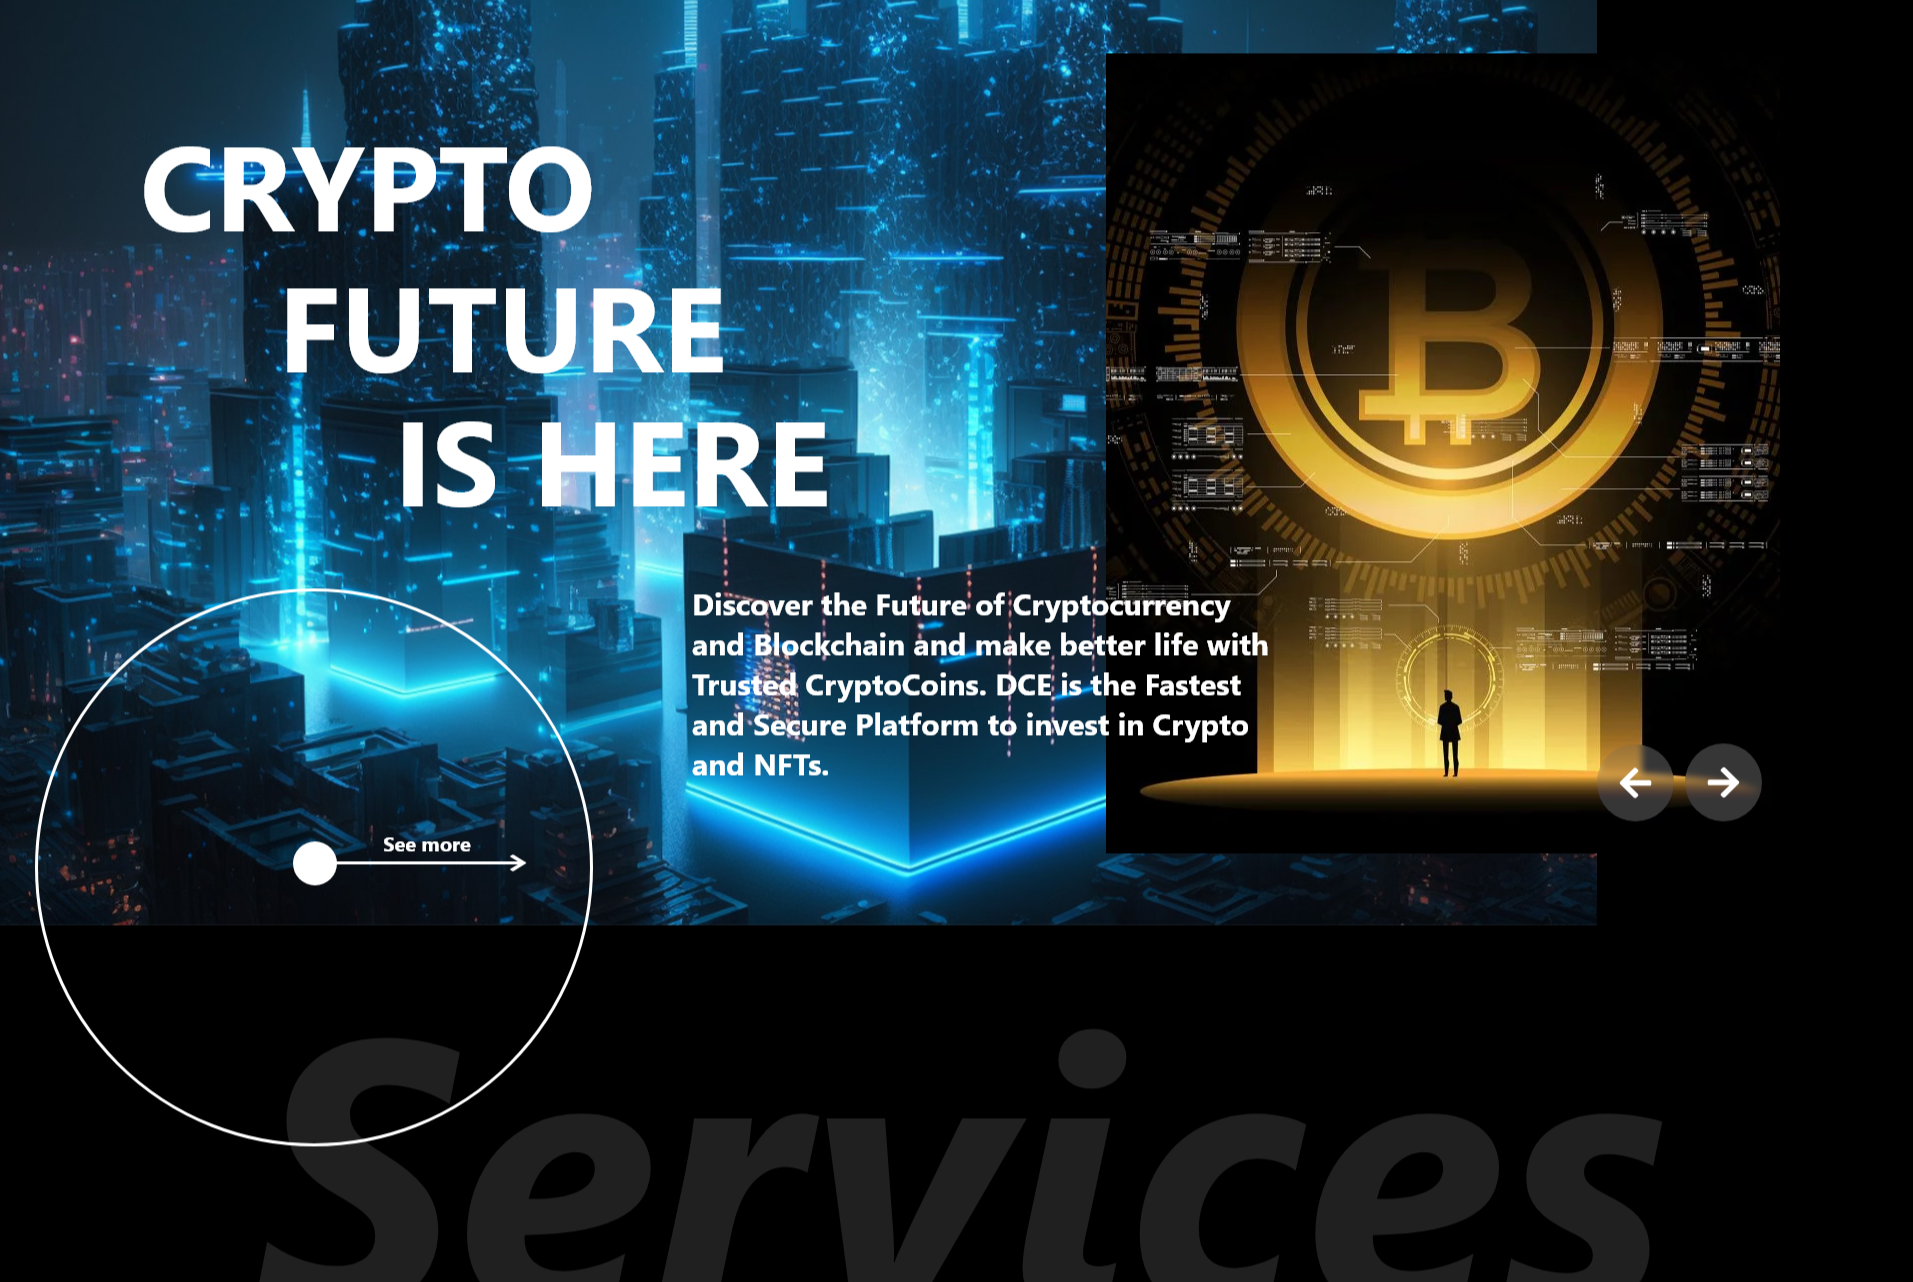 CRYPTO
FUTURE
IS HERE
Discover the Future of Cryptocurrency
and Blockchain and make better life with
Trusted CryptoCoins. DCE is the Fastest
and Secure Platform to invest in Crypto
and NFTs.
See more
Services